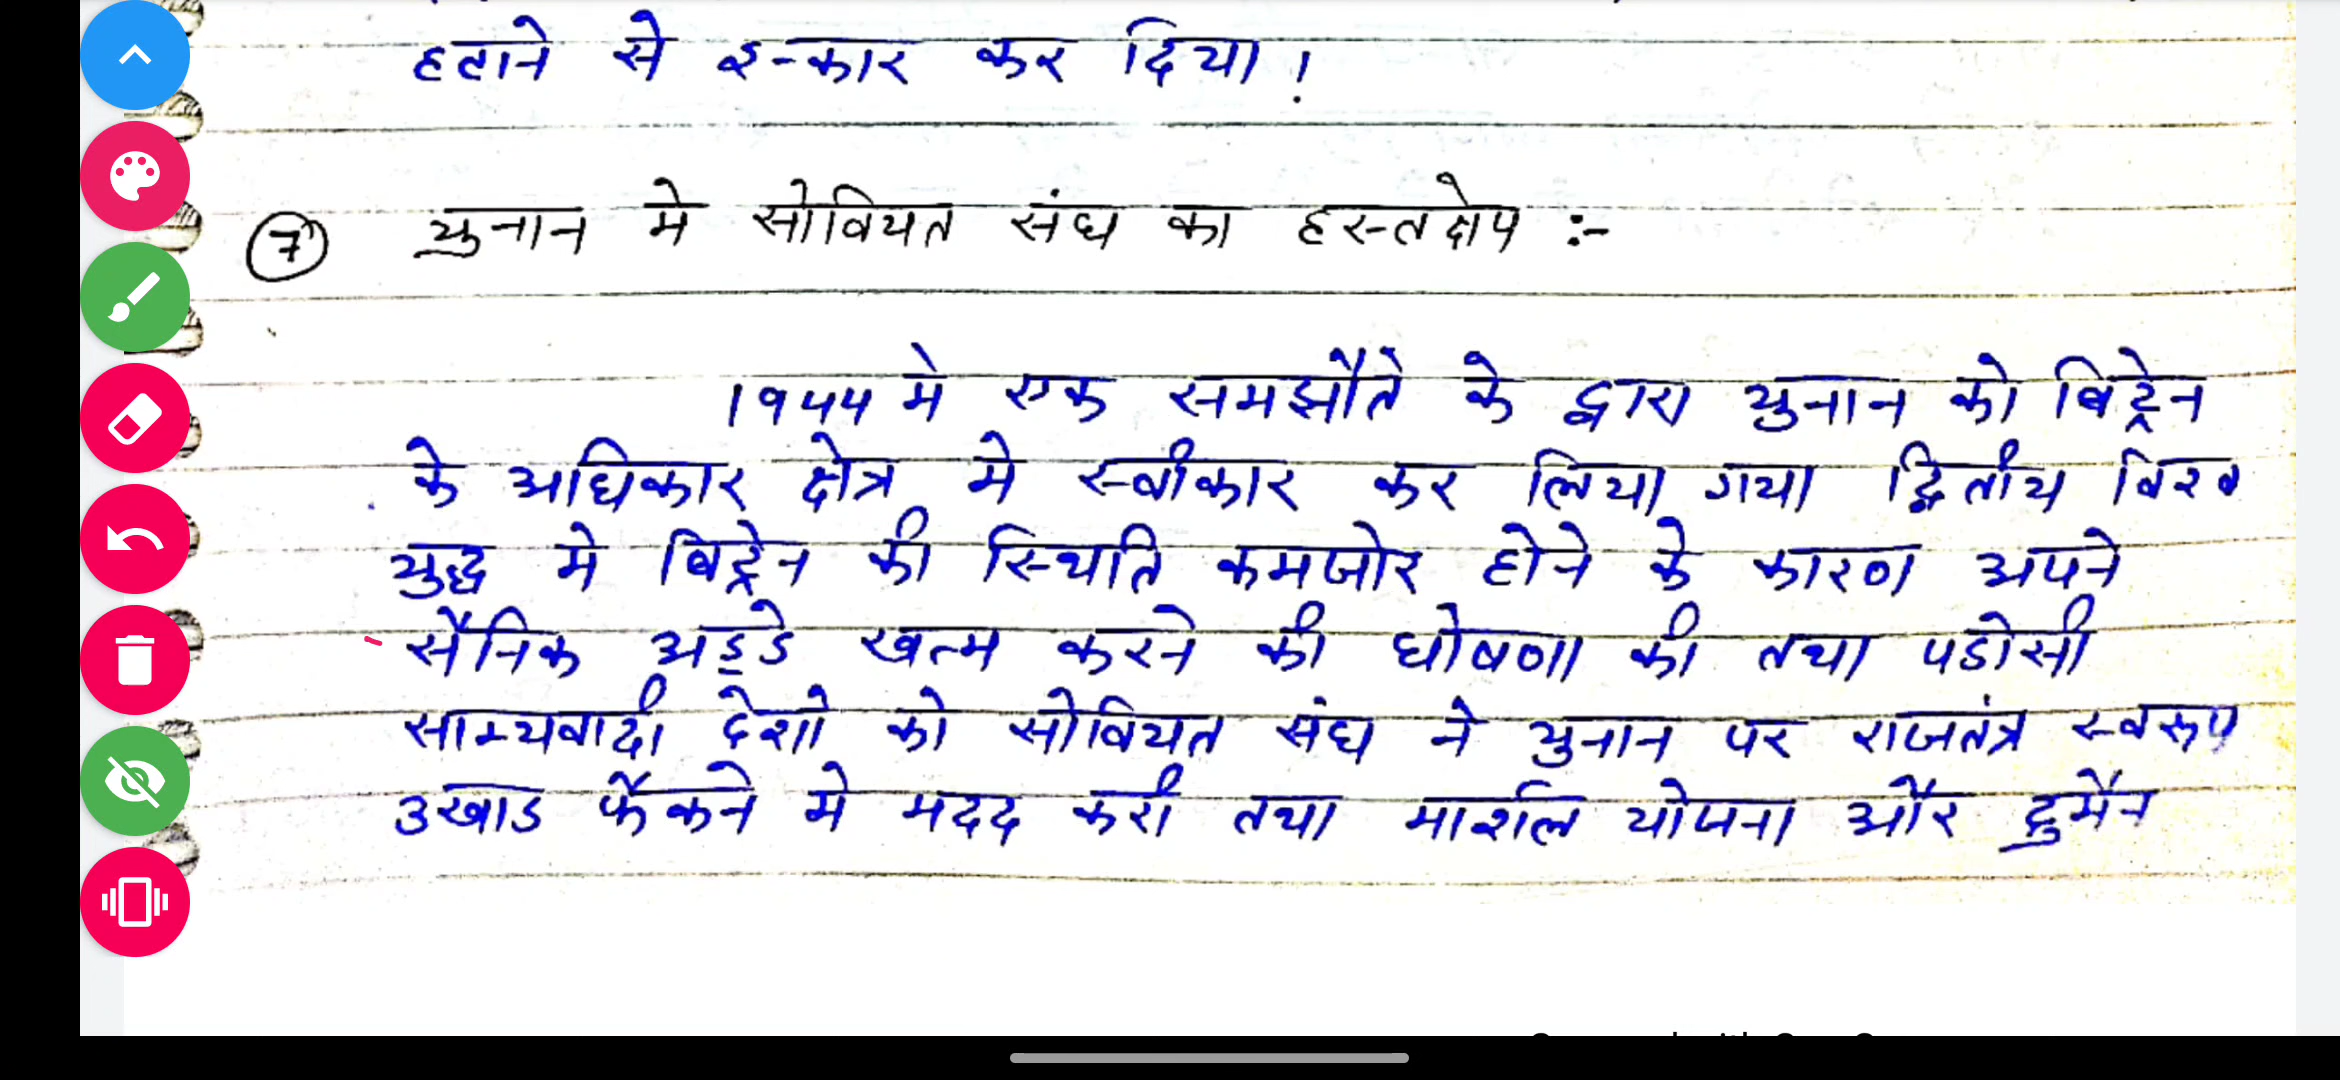 हटाने से इन्कार कर दिया !
⑦ युनान मे सोवियत संघ का हस्तक्षेप :-
1944 मे एक समझौते के द्वारा युनान को ब्रिट्रेन
के अधिकार क्षेत्र मे स्वीकार कर लिया गया द्वितीय विश्व
युद्ध मे ब्रिट्रेन की स्थिति कमजोर होने के कारण अपने
सैनिक अड्डे खत्म करने की घोषणा की तथा पडोसी
साम्यवादी देशो को सोवियत संघ ने युनान पर राजतंत्र स्वरूप
उखाड फैकने मे मदद करी तथा मार्शल योजना और ट्रुमैन